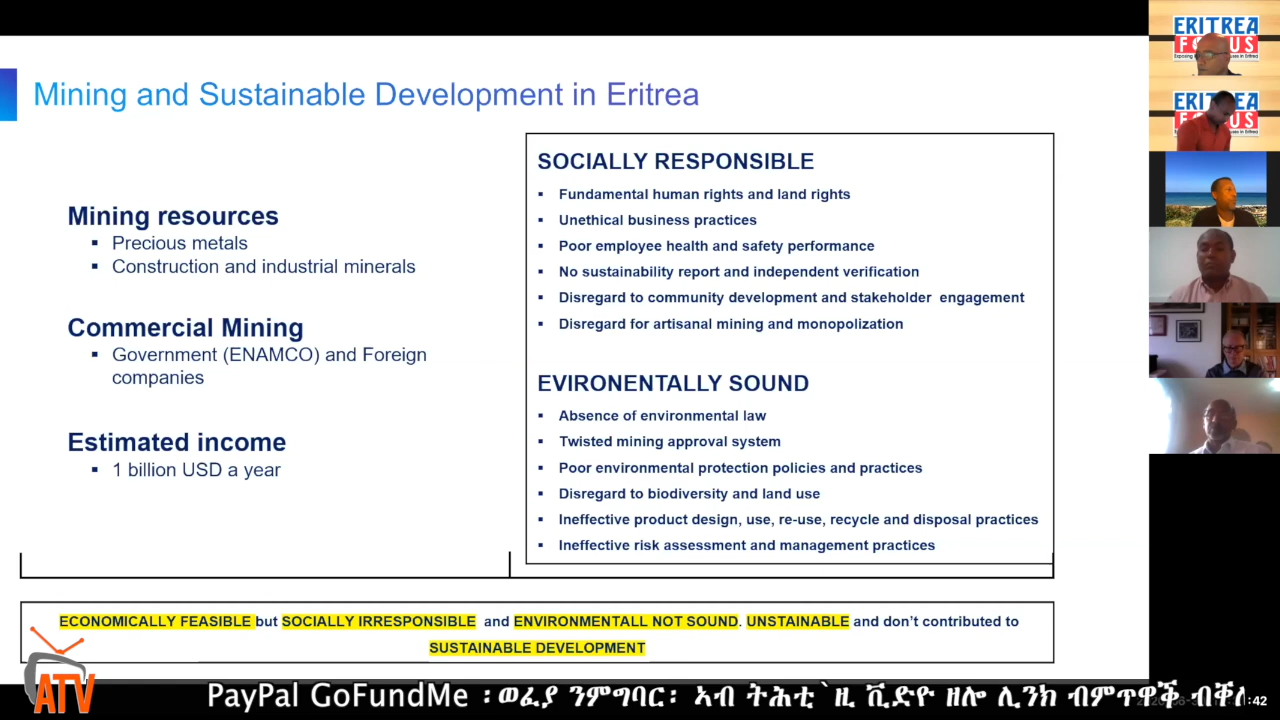 Mining and Sustainable Development in Eritrea
Mining resources
▪ Precious metals
▪ Construction and industrial minerals
Commercial Mining
▪ Government (ENAMCO) and Foreign
companies
Estimated income
▪ 1 billion USD a year
SOCIALLY RESPONSIBLE
▪ Fundamental human rights and land rights
▪ Unethical business practices
▪ Poor employee health and safety performance
▪ No sustainability report and independent verification
▪ Disregard to community development and stakeholder engagement
▪ Disregard for artisanal mining and monopolization
EVIRONENTALLY SOUND
▪ Absence of environmental law
▪ Twisted mining approval system
▪ Poor environmental protection policies and practices
▪ Disregard to biodiversity and land use
▪ Ineffective product design, use, re-use, recycle and disposal practices
▪ Ineffective risk assessment and management practices
ECONOMICALLY FEASIBLE but SOCIALLY IRRESPONSIBLE and ENVIRONMENTALL NOT SOUND. UNSTAINABLE and don't contributed to
SUSTAINABLE DEVELOPMENT
ERITREA
ERITREA
ATV
PayPal GoFundMe ፡ወፈያ ንምግባር፡ ኣብ ትሕቲ`ዚ ቪድዮ ዘሎ ሊንክ ብምጥዋቕ
:42